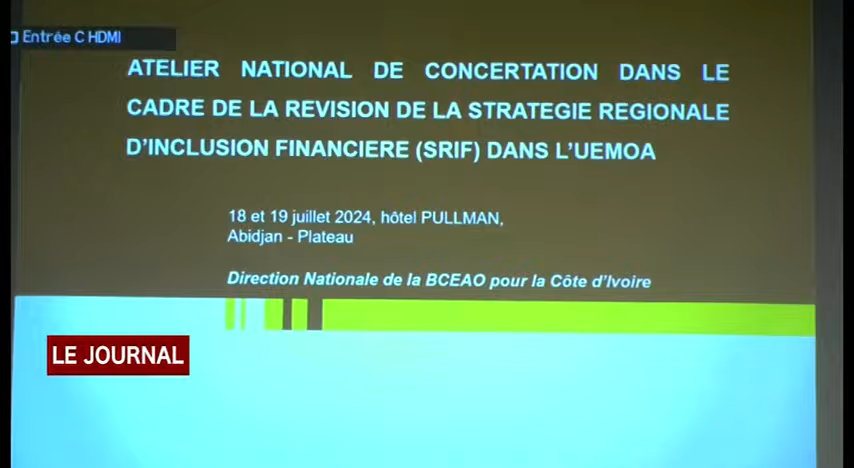 Entrée C HDMI
ATELIER NATIONAL DE CONCERTATION DANS LE
CADRE DE LA REVISION DE LA STRATEGIE REGIONALE
D'INCLUSION FINANCIERE (SRIF) DANS L'UEMOA
18 et 19 juillet 2024, hôtel PULLMAN,
Abidjan - Plateau
Direction Nationale de la BCEAO pour la Côte d'Ivoire
LE JOURNAL